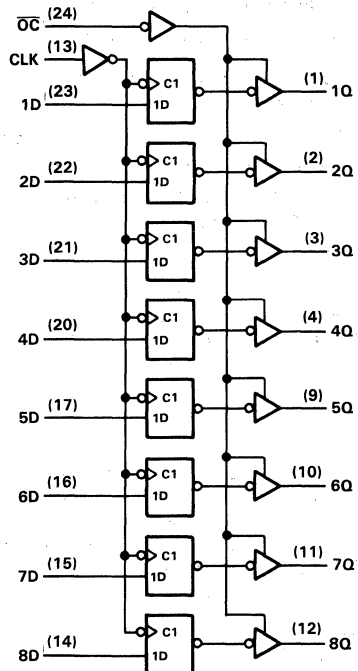 OC (24)
CLK (13)
C1
1D (23) 1D (1) 1Q
C1
2D (22) 1D (2) 2Q
C1
3D (21) 1D (3) 3Q
C1
4D (20) 1D (4) 4Q
C1
5D (17) 1D (9) 5Q
C1
6D (16) 1D (10) 6Q
C1
7D (15) 1D (11) 7Q
C1
8D (14) 1D (12) 8Q